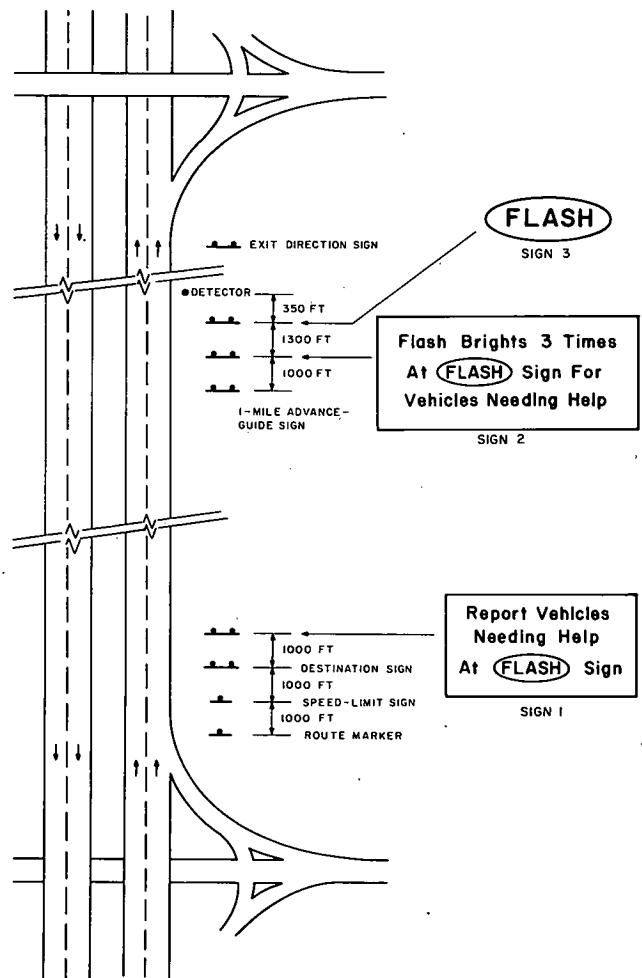 FLASH
SIGN 3
EXIT DIRECTION SIGN
DETECTOR
350 FT
1300 FT
1000 FT
Flash Brights 3 Times
At FLASH Sign For
Vehicles Needing Help
SIGN 2
1-MILE ADVANCE-
GUIDE SIGN
Report Vehicles
Needing Help
At FLASH Sign
SIGN 1
1000 FT
DESTINATION SIGN
1000 FT
SPEED-LIMIT SIGN
1000 FT
ROUTE MARKER